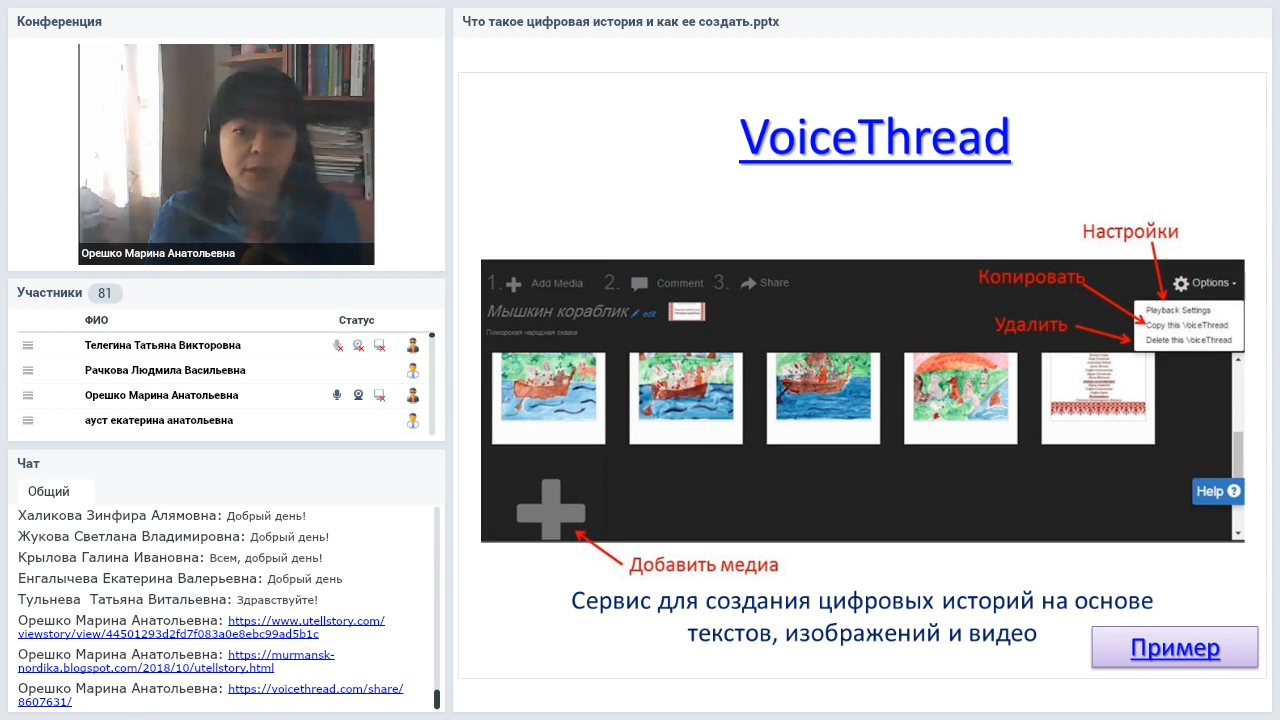 Конференция
Орешко Марина Анатольевна
Участники 81
ФИО Статус
Телегина Татьяна Викторовна
Рачкова Людмила Васильевна
Орешко Марина Анатольевна
ауст екатерина анатольевна
Чат
Общий
Халикова Зинфира Алямовна: Добрый день!
Жукова Светлана Владимировна: Добрый день!
Крылова Галина Ивановна: Всем, добрый день!
Енгалычева Екатерина Валерьевна: Добрый день
Тульнева Татьяна Витальевна: Здравствуйте!
Орешко Марина Анатольевна: https://www.utellstory.com/
viewstory/view/44501293d2fd7f083a0e8ebc99ad5b1c
Орешко Марина Анатольевна: https://murmansk-
nordika.blogspot.com/2018/10/utellstory.html
Орешко Марина Анатольевна: https://voicethread.com/share/
8607631/
Что такое цифровая история и как ее создать.pptx
VoiceThread
Настройки
Копировать
Удалить
1. Add Media 2. Comment 3. Share
Options
Playback Settings
Copy this VoiceThread
Delete this VoiceThread
Мышкин кораблик edit
Поморская народная сказка
Help ?
Добавить медиа
Сервис для создания цифровых историй на основе
текстов, изображений и видео
Пример